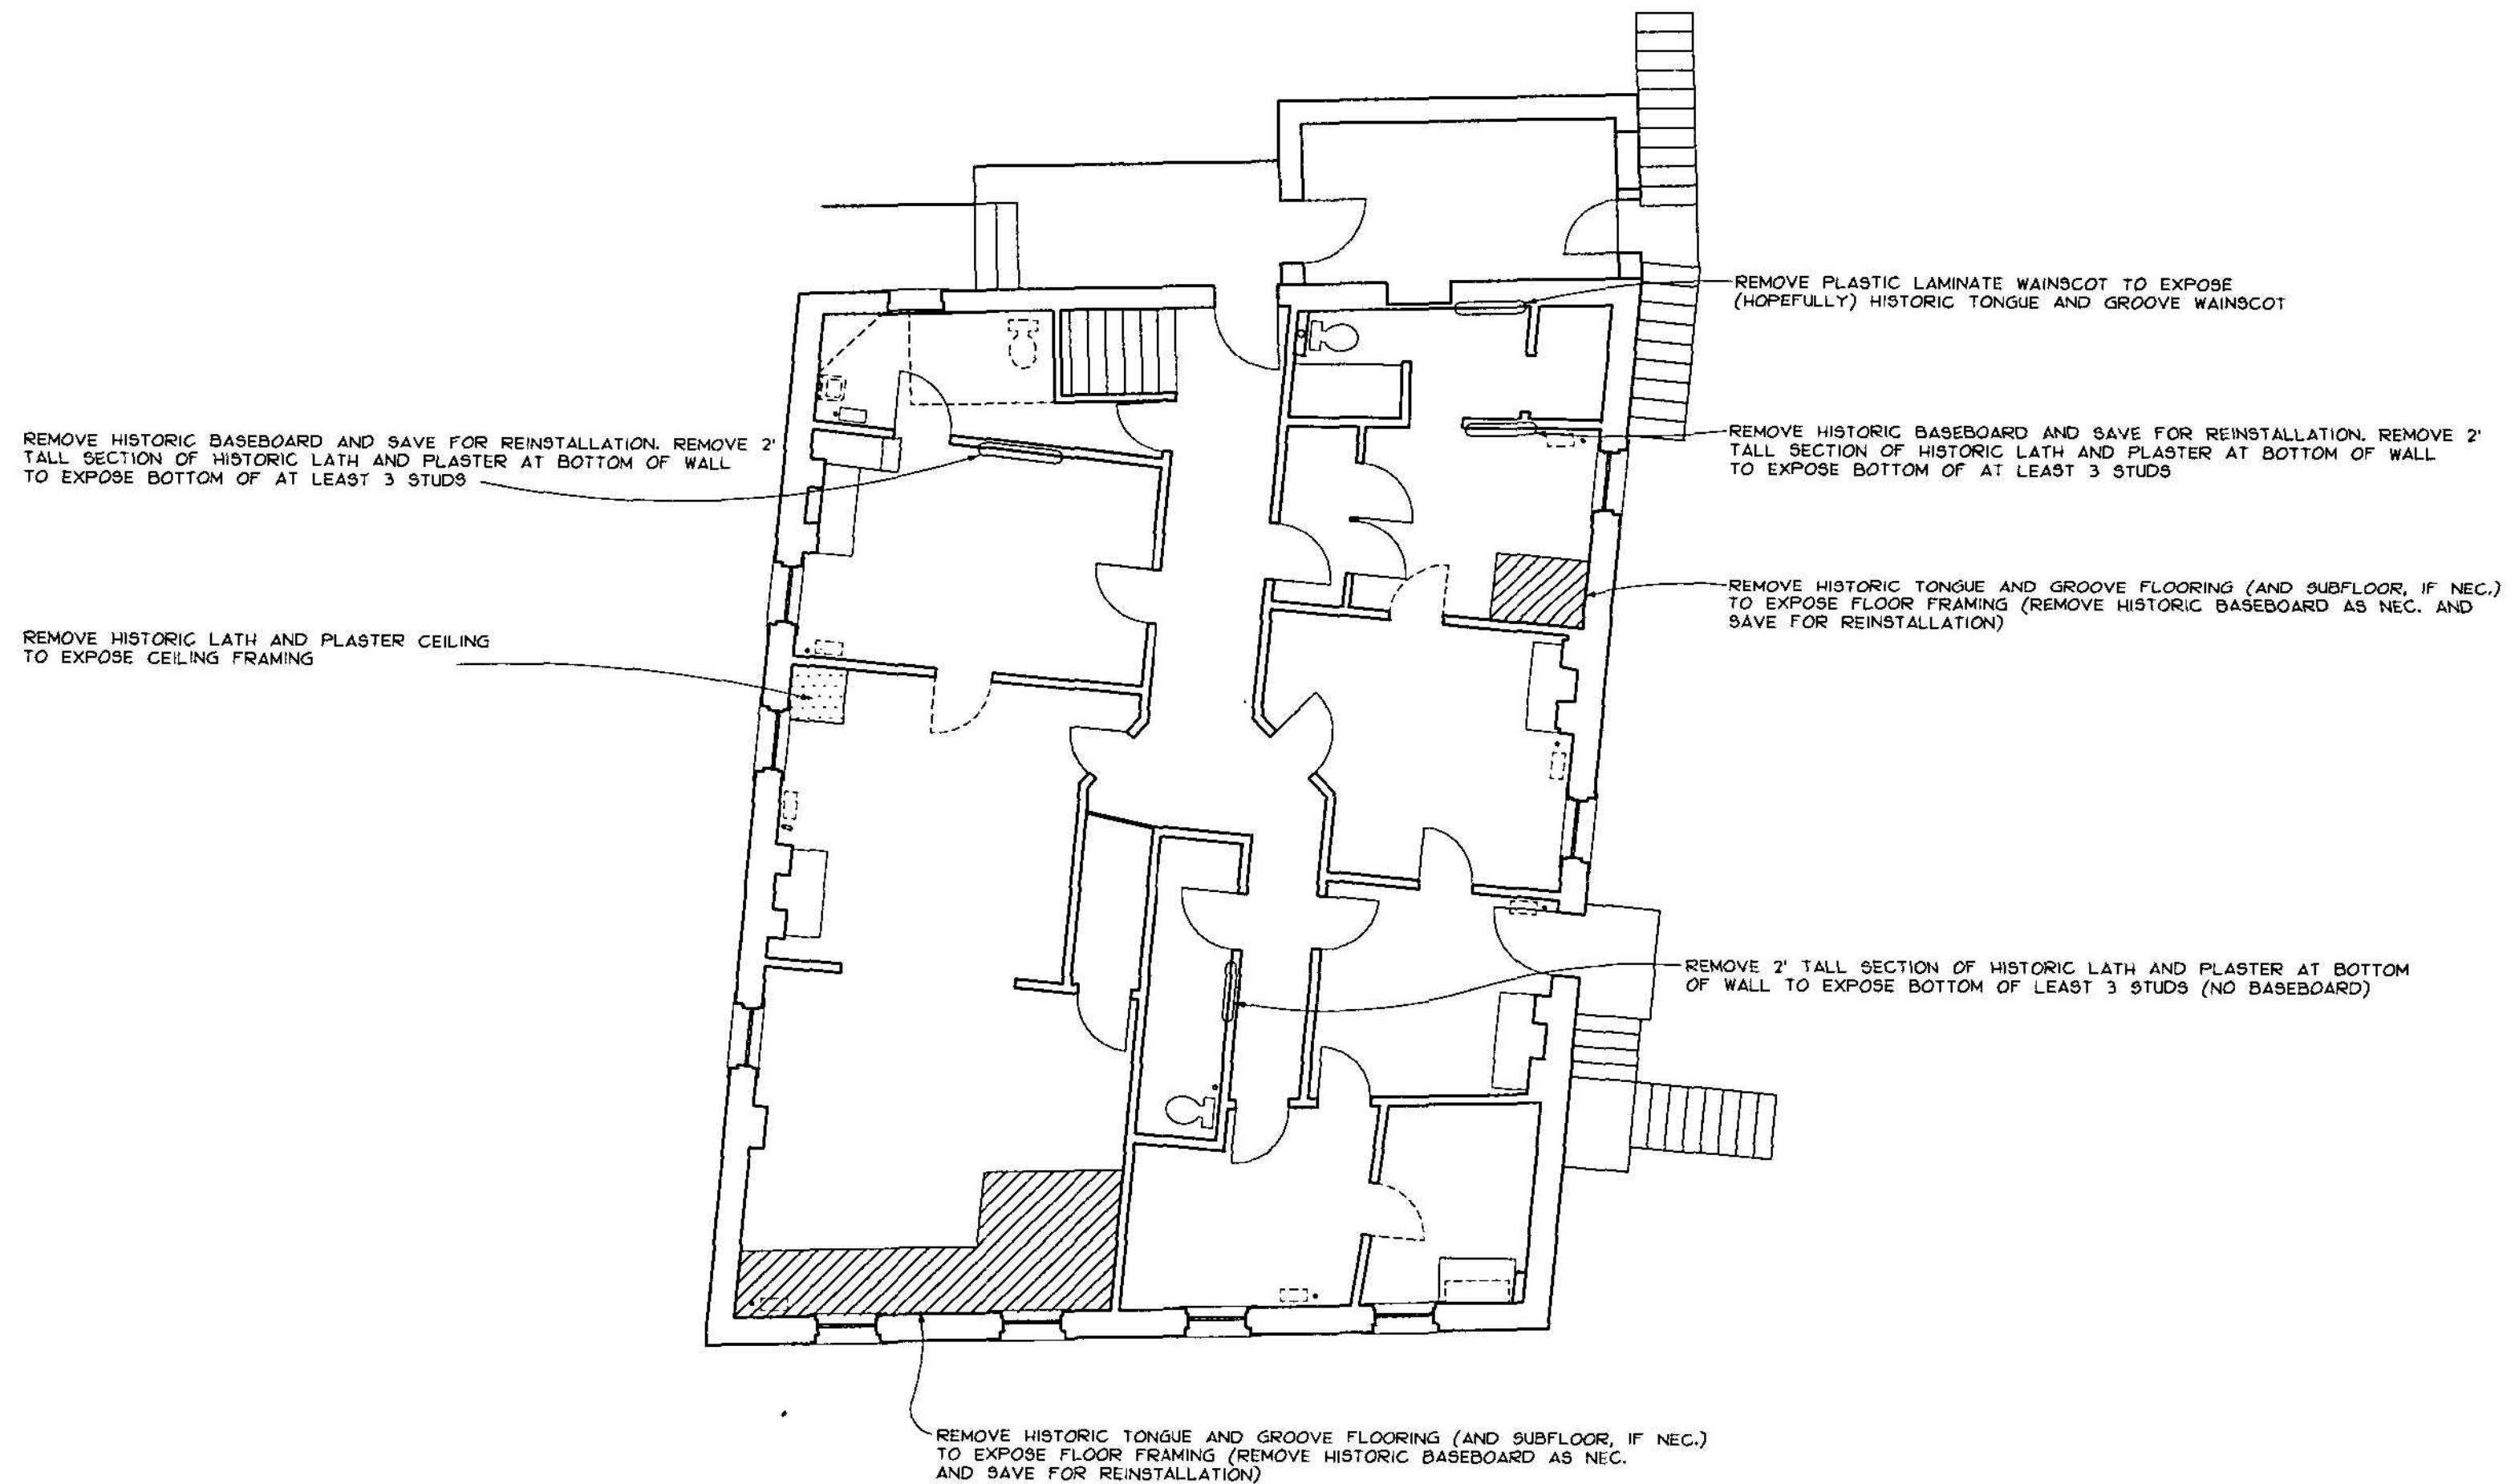 REMOVE PLASTIC LAMINATE WAINSCOT TO EXPOSE
(HOPEFULLY) HISTORIC TONGUE AND GROOVE WAINSCOT
REMOVE HISTORIC BASEBOARD AND SAVE FOR REINSTALLATION. REMOVE 2'
TALL SECTION OF HISTORIC LATH AND PLASTER AT BOTTOM OF WALL
TO EXPOSE BOTTOM OF AT LEAST 3 STUDS
REMOVE HISTORIC BASEBOARD AND SAVE FOR REINSTALLATION. REMOVE 2'
TALL SECTION OF HISTORIC LATH AND PLASTER AT BOTTOM OF WALL
TO EXPOSE BOTTOM OF AT LEAST 3 STUDS
REMOVE HISTORIC TONGUE AND GROOVE FLOORING (AND SUBFLOOR, IF NEC.)
TO EXPOSE FLOOR FRAMING (REMOVE HISTORIC BASEBOARD AS NEC. AND
SAVE FOR REINSTALLATION)
REMOVE HISTORIC LATH AND PLASTER CEILING
TO EXPOSE CEILING FRAMING
REMOVE 2' TALL SECTION OF HISTORIC LATH AND PLASTER AT BOTTOM
OF WALL TO EXPOSE BOTTOM OF LEAST 3 STUDS (NO BASEBOARD)
REMOVE HISTORIC TONGUE AND GROOVE FLOORING (AND SUBFLOOR, IF NEC.)
TO EXPOSE FLOOR FRAMING (REMOVE HISTORIC BASEBOARD AS NEC.
AND SAVE FOR REINSTALLATION)